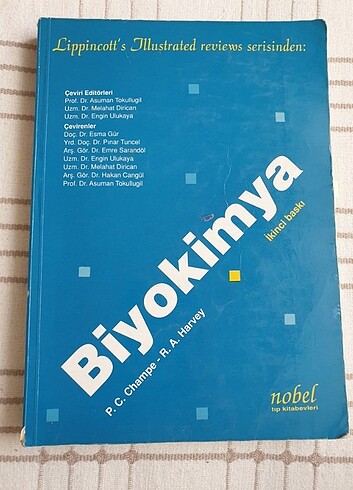 Lippincott's Illustrated reviews serisinden:
Çeviri Editörleri
Prof. Dr. Asuman Tokullugil
Uzm. Dr. Melahat Dirican
Uzm. Dr. Engin Ulukaya
Çevirenler
Doç. Dr. Esma Gür
Yrd. Doç. Dr. Pınar Tuncel
Arş. Gör. Dr. Emre Sarandöl
Uzm. Dr. Engin Ulukaya
Uzm. Dr. Melahat Dirican
Arş. Gör. Dr. Hakan Cangül
Prof. Dr. Asuman Tokullugil
Biyokimya
İkinci baskı
P. C. Champe - R. A. Harvey
nobel
tıp kitabevleri